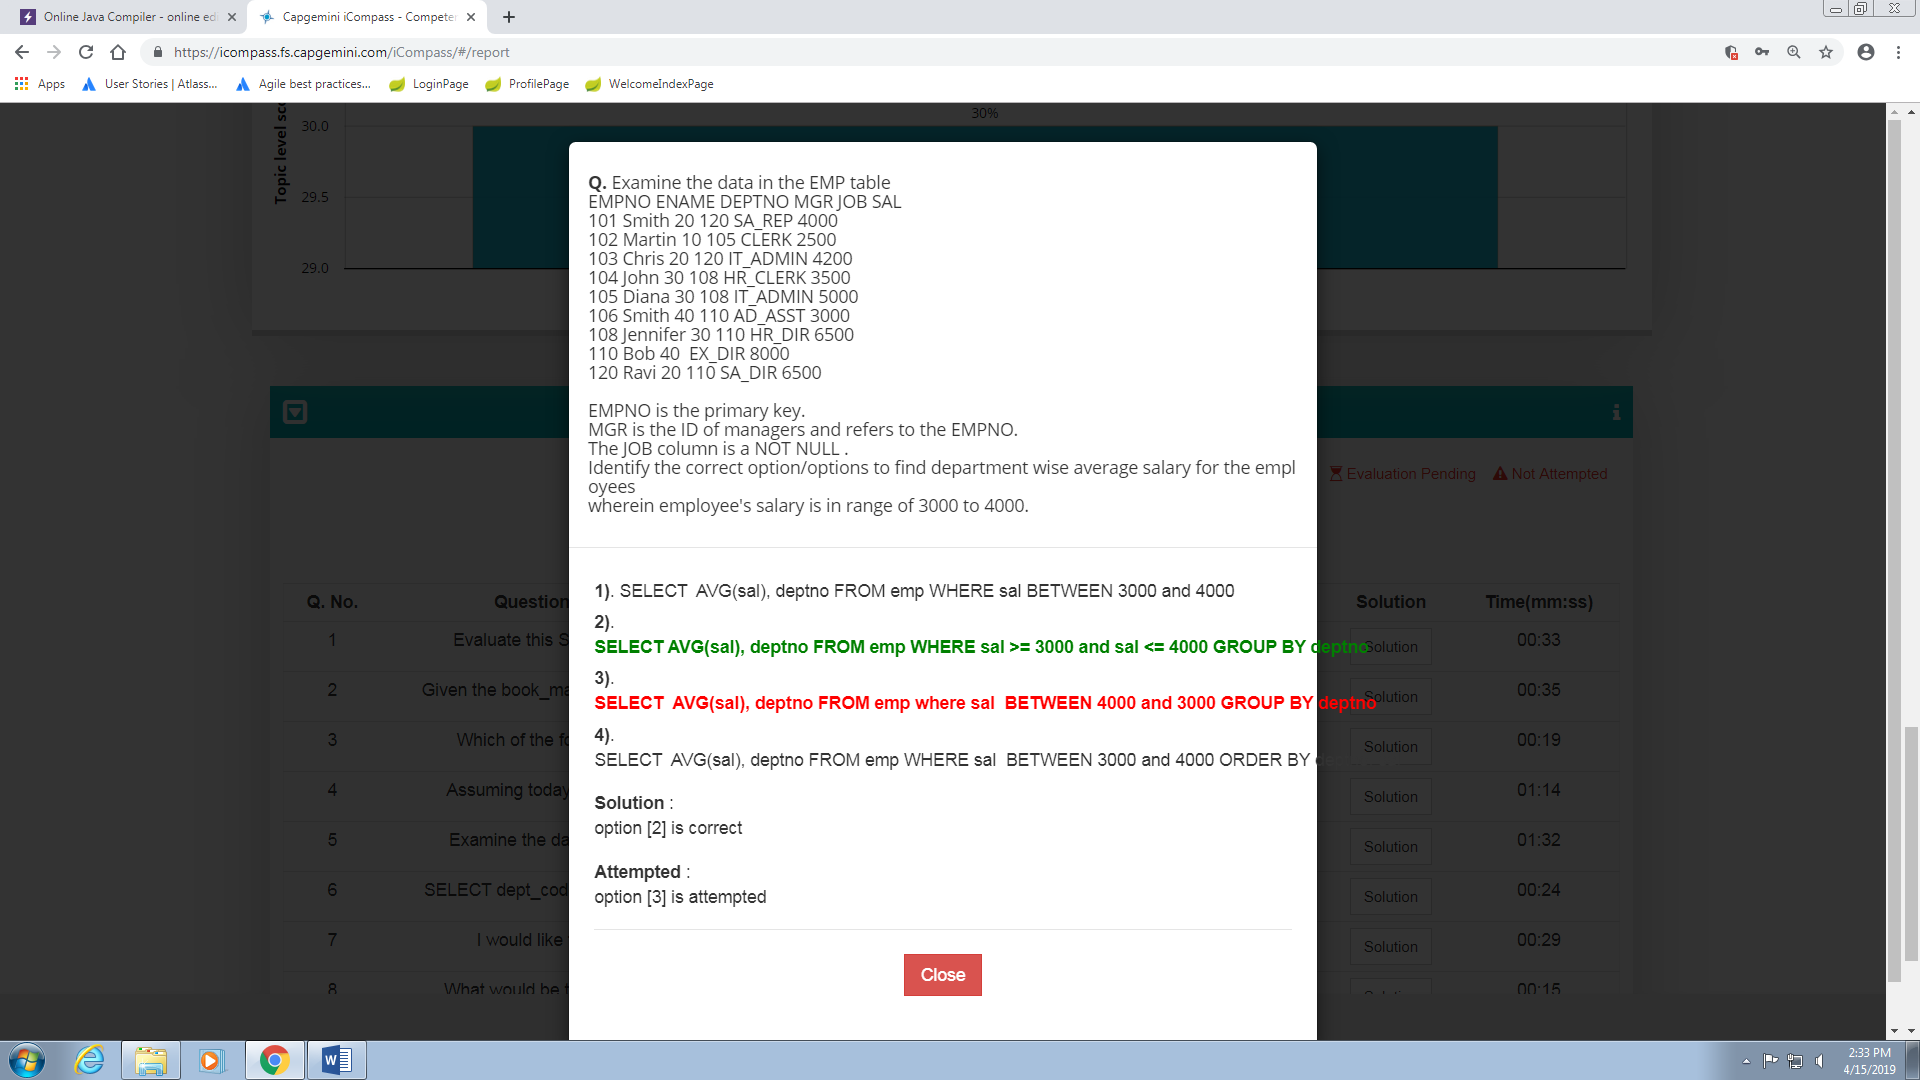 Online Java Compiler - online ed
Capgemini iCompass - Compete
https://icompass.fs.capgemini.com/iCompass/#/report
Apps
User Stories | Atlass...
Agile best practices...
LoginPage
ProfilePage
WelcomeIndexPage
30%
30.0
29.5
29.0
Topic level sc
Q. Examine the data in the EMP table
EMPNO ENAME DEPTNO MGR JOB SAL
101 Smith 20 120 SA_REP 4000
102 Martin 10 105 CLERK 2500
103 Chris 20 120 IT_ADMIN 4200
104 John 30 108 HR_CLERK 3500
105 Diana 30 108 IT_ADMIN 5000
106 Smith 40 110 AD_ASST 3000
108 Jennifer 30 110 HR_DIR 6500
110 Bob 40  EX_DIR 8000
120 Ravi 20 110 SA_DIR 6500
EMPNO is the primary key.
MGR is the ID of managers and refers to the EMPNO.
The JOB column is a NOT NULL .
Identify the correct option/options to find department wise average salary for the empl
oyees
wherein employee's salary is in range of 3000 to 4000.
Evaluation Pending
Not Attempted
1). SELECT  AVG(sal), deptno FROM emp WHERE sal BETWEEN 3000 and 4000
2).
SELECT AVG(sal), deptno FROM emp WHERE sal >= 3000 and sal <= 4000 GROUP BY deptno
3).
SELECT  AVG(sal), deptno FROM emp where sal  BETWEEN 4000 and 3000 GROUP BY deptno
4).
SELECT  AVG(sal), deptno FROM emp WHERE sal  BETWEEN 3000 and 4000 ORDER BY
Solution :
option [2] is correct
Attempted :
option [3] is attempted
Close
Q. No. Question Solution Time(mm:ss)
1 Evaluate this S Solution 00:33
2 Given the book_ma Solution 00:35
3 Which of the fo Solution 00:19
4 Assuming today Solution 01:14
5 Examine the da Solution 01:32
6 SELECT dept_cod Solution 00:24
7 I would like Solution 00:29
8 What would be t 00:15
2:33 PM
4/15/2019